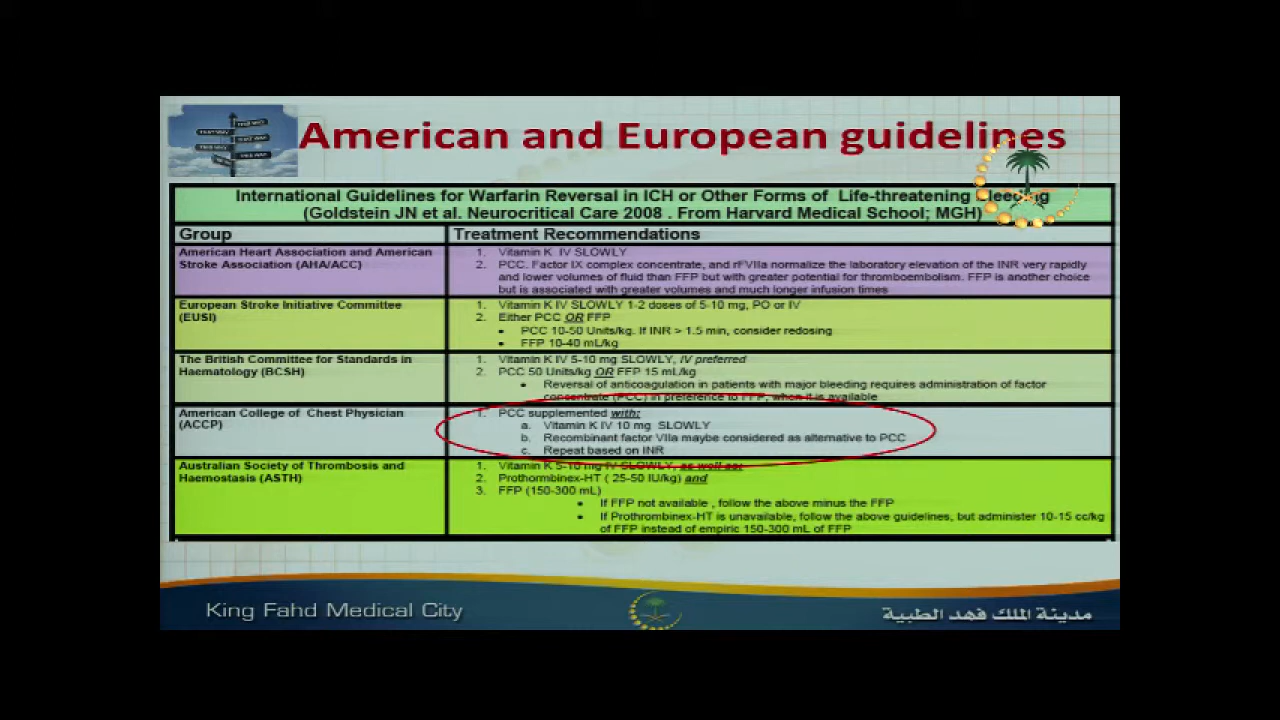 American and European guidelines
International Guidelines for Warfarin Reversal in ICH or Other Forms of Life-threatening Bleeding
(Goldstein JN et al. Neurocritical Care 2008 . From Harvard Medical School; MGH)
Group
Treatment Recommendations
American Heart Association and American
Stroke Association (AHA/ACC)
1. Vitamin K IV SLOWLY
2. PCC. Factor IX complex concentrate, and rFVIIa normalize the laboratory elevation of the INR very rapidly
and lower volumes of fluid than FFP but with greater potential for thromboembolism. FFP is another choice
but is associated with greater volumes and much longer infusion times
European Stroke Initiative Committee
(EUSI)
1. Vitamin K IV SLOWLY 1-2 doses of 5-10 mg, PO or IV
2. Either PCC OR FFP
• PCC 10-50 Units/kg. If INR > 1.5 min, consider redosing
• FFP 10-40 mL/kg
The British Committee for Standards in
Haematology (BCSH)
1. Vitamin K IV 5-10 mg SLOWLY, IV preferred
2. PCC 50 Units/kg OR FFP 15 mL/kg
• Reversal of anticoagulation in patients with major bleeding requires administration of factor
concentrate (PCC) in preference to FFP, when it is available
American College of Chest Physician
(ACCP)
1. PCC supplemented with:
a. Vitamin K IV 10 mg SLOWLY
b. Recombinant factor VIIa maybe considered as alternative to PCC
c. Repeat based on INR
Australian Society of Thrombosis and
Haemostasis (ASTH)
1. Vitamin K 5-10 mg IV SLOWLY, as well as:
2. Prothombinex-HT ( 25-50 IU/kg) and
3. FFP (150-300 mL)
• If FFP not available , follow the above minus the FFP
• If Prothrombinex-HT is unavailable, follow the above guidelines, but administer 10-15 cc/kg
of FFP instead of empiric 150-300 mL of FFP
King Fahd Medical City
مدينة الملك فهد الطبية